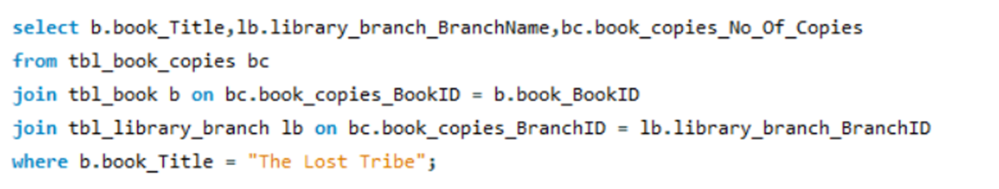 select b.book_Title,lb.library_branch_BranchName,bc.book_copies_No_Of_Copies
from tbl_book_copies bc
join tbl_book b on bc.book_copies_BookID = b.book_BookID
join tbl_library_branch lb on bc.book_copies_BranchID = lb.library_branch_BranchID
where b.book_Title = "The Lost Tribe";